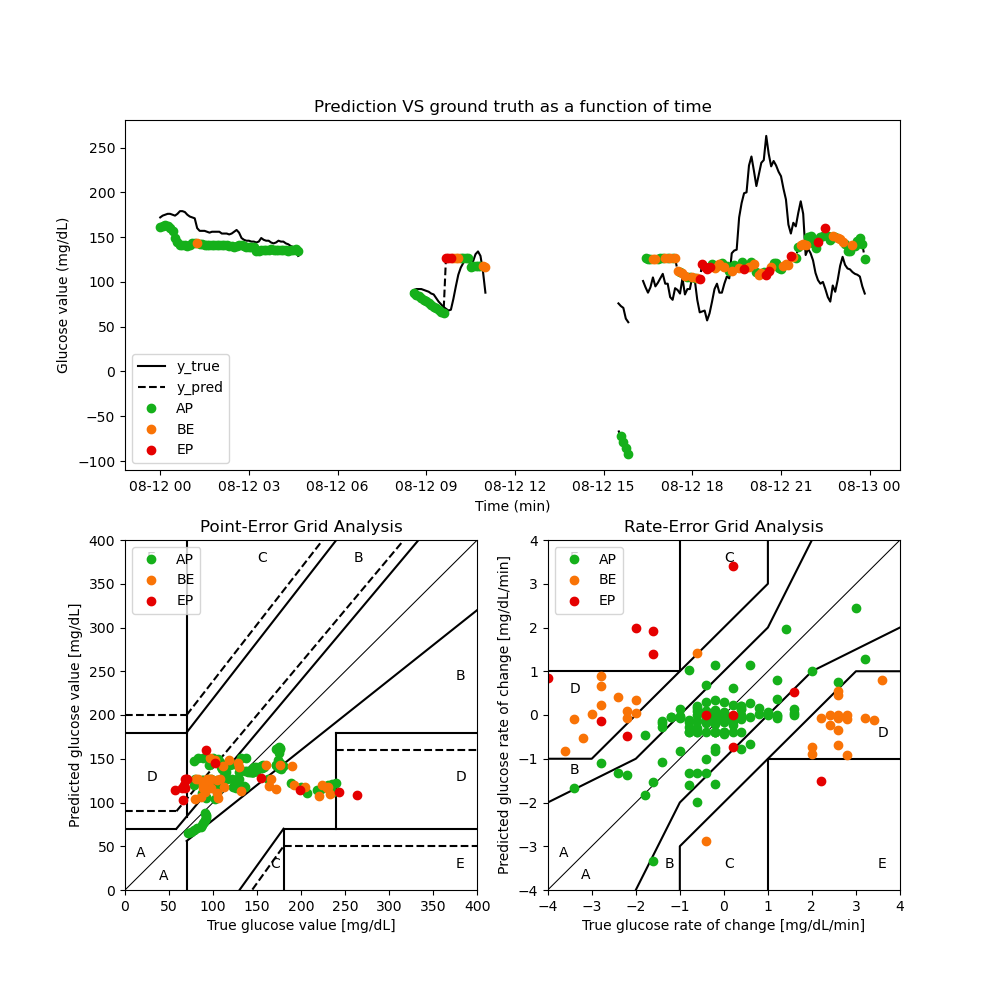 Prediction VS ground truth as a function of time
Glucose value (mg/dL)
250
200
150
100
50
0
−50
−100
y_true
y_pred
AP
BE
EP
08-12 00 08-12 03 08-12 06 08-12 09 08-12 12 08-12 15 08-12 18 08-12 21 08-13 00
Time (min)
Point-Error Grid Analysis
Predicted glucose value [mg/dL]
400
350
300
250
200
150
100
50
0
AP
BE
EP
C B
B
D D
A
A
C E
0 50 100 150 200 250 300 350 400
True glucose value [mg/dL]
Rate-Error Grid Analysis
Predicted glucose rate of change [mg/dL/min]
4
3
2
1
0
−1
−2
−3
−4
AP
BE
EP
C
D
D
B
A
A
B C E
−4 −3 −2 −1 0 1 2 3 4
True glucose rate of change [mg/dL/min]